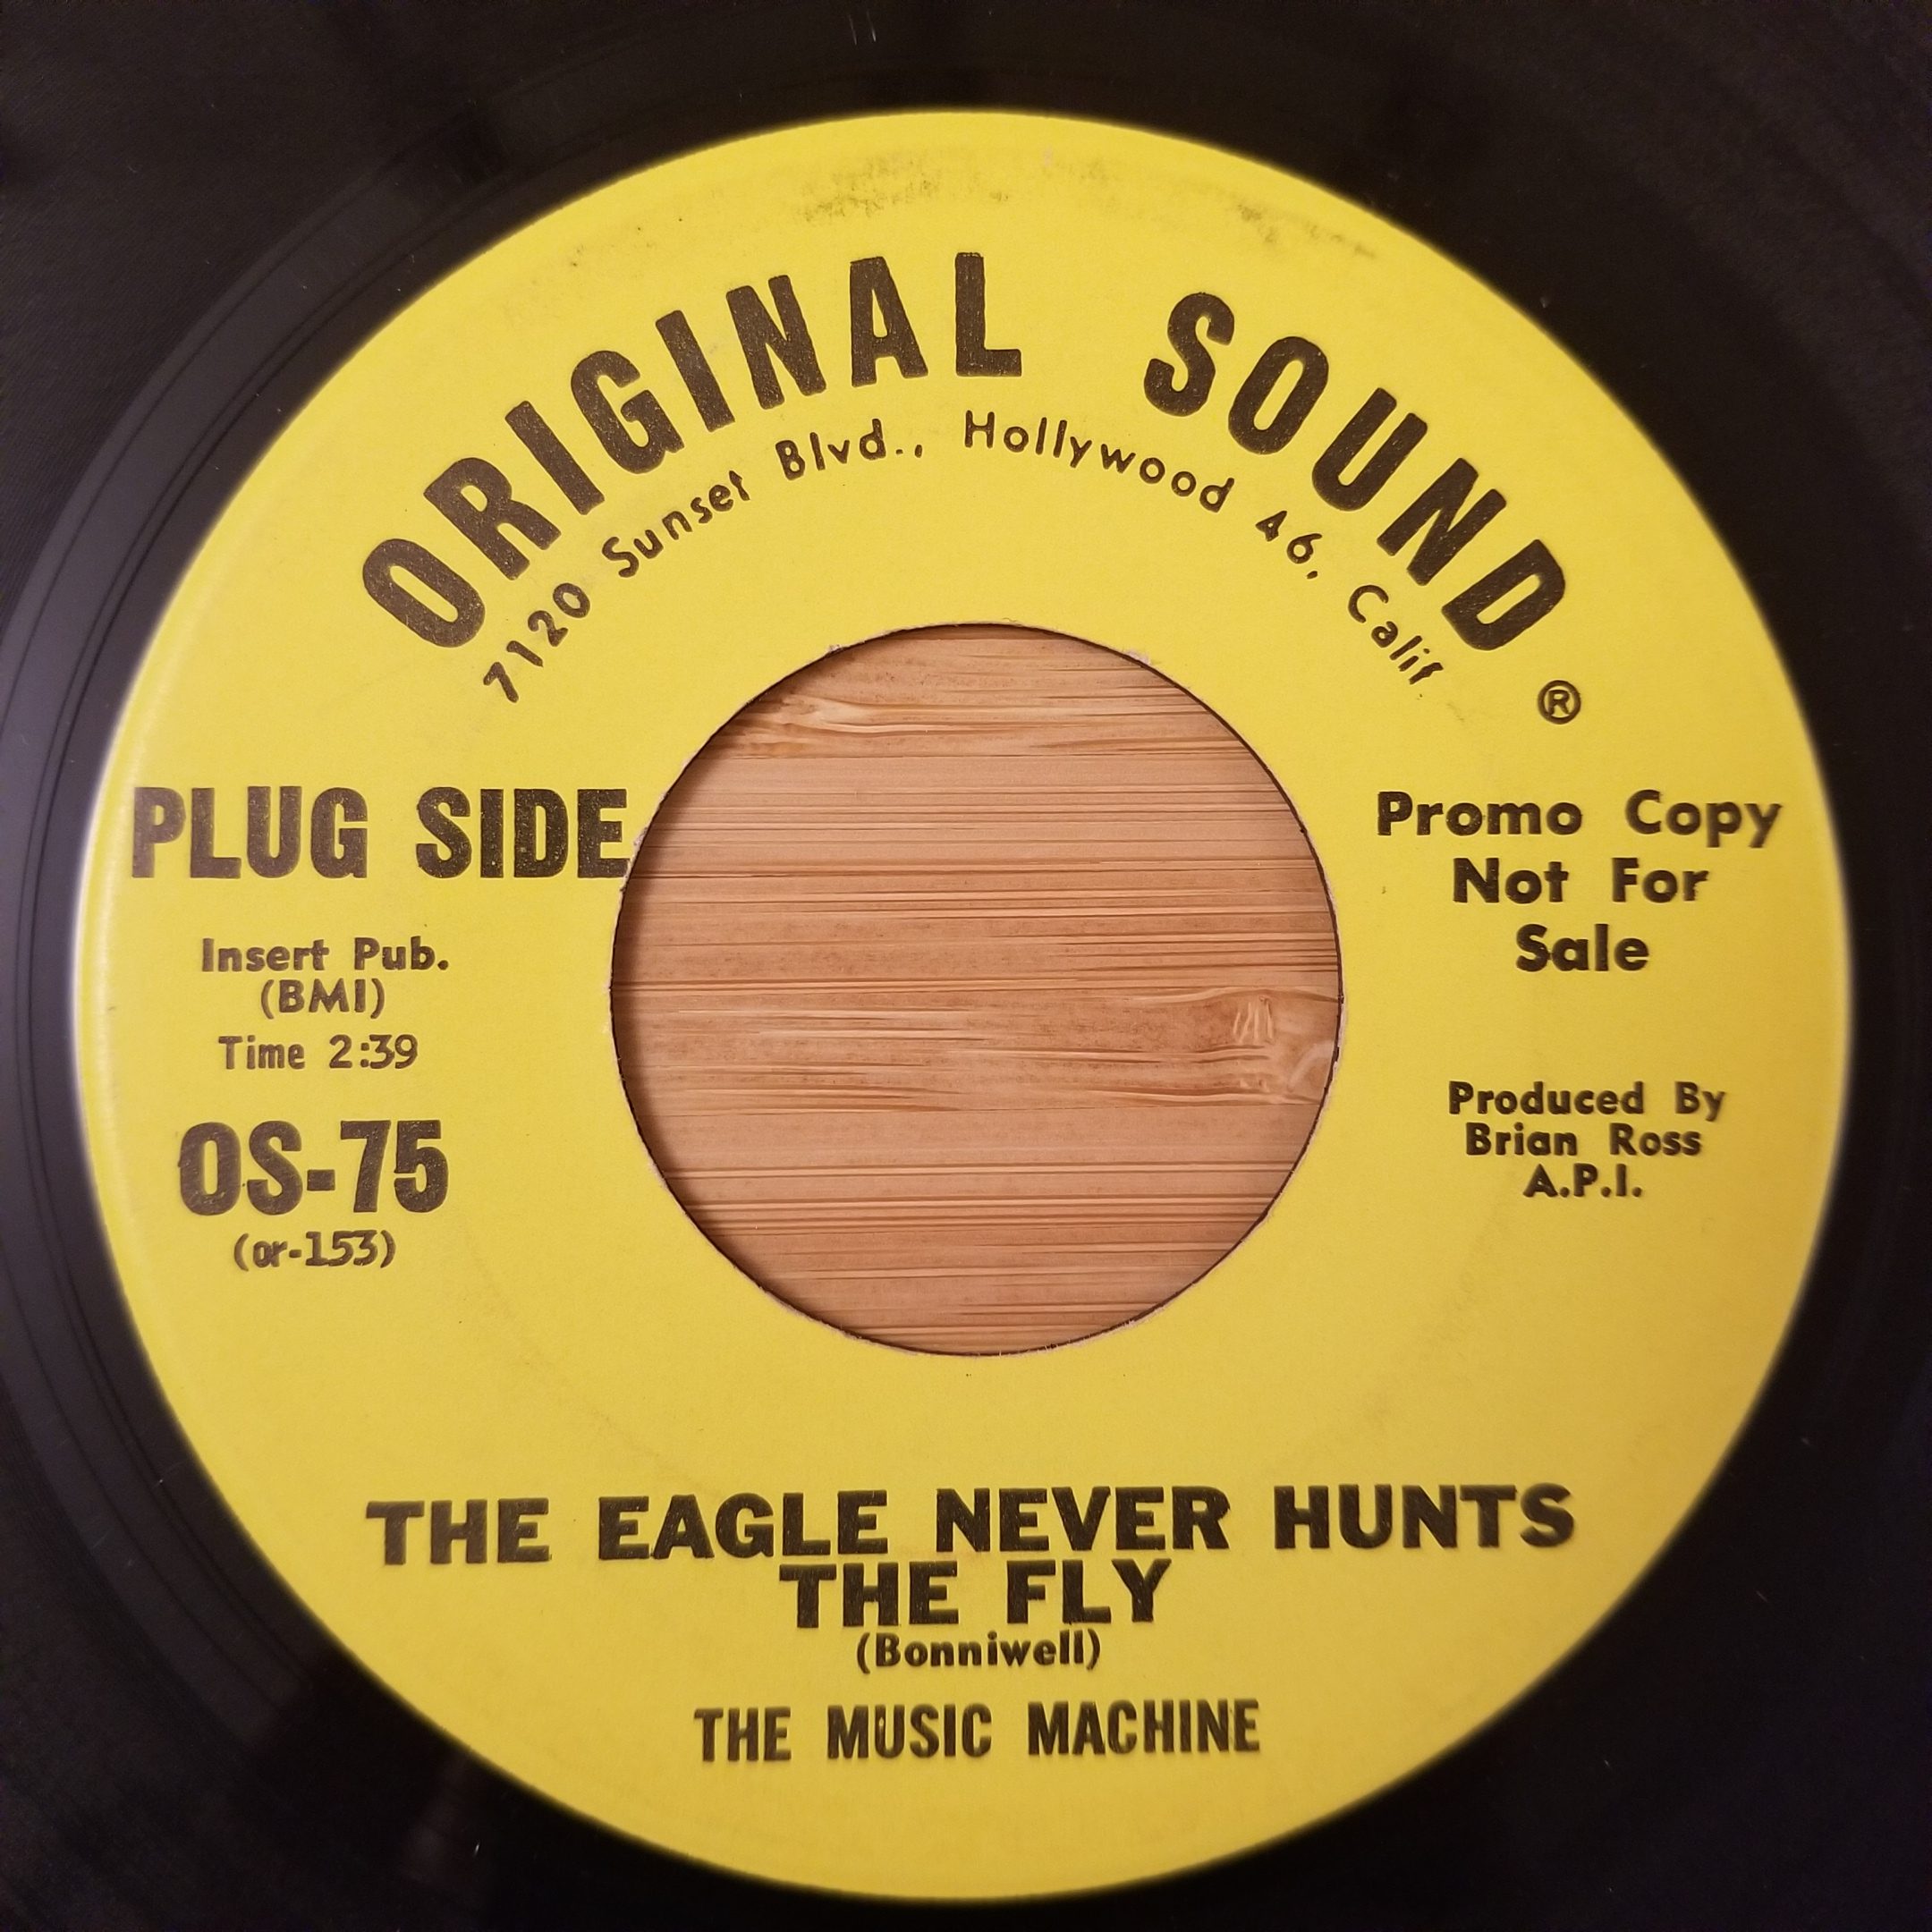 ORIGINAL SOUND ®
7120 Sunset Blvd., Hollywood 46, Calif
PLUG SIDE
Insert Pub.
(BMI)
Time 2:39
OS-75
(or-153)
Promo Copy
Not For
Sale
Produced By
Brian Ross
A.P.I.
THE EAGLE NEVER HUNTS
THE FLY
(Bonniwell)
THE MUSIC MACHINE